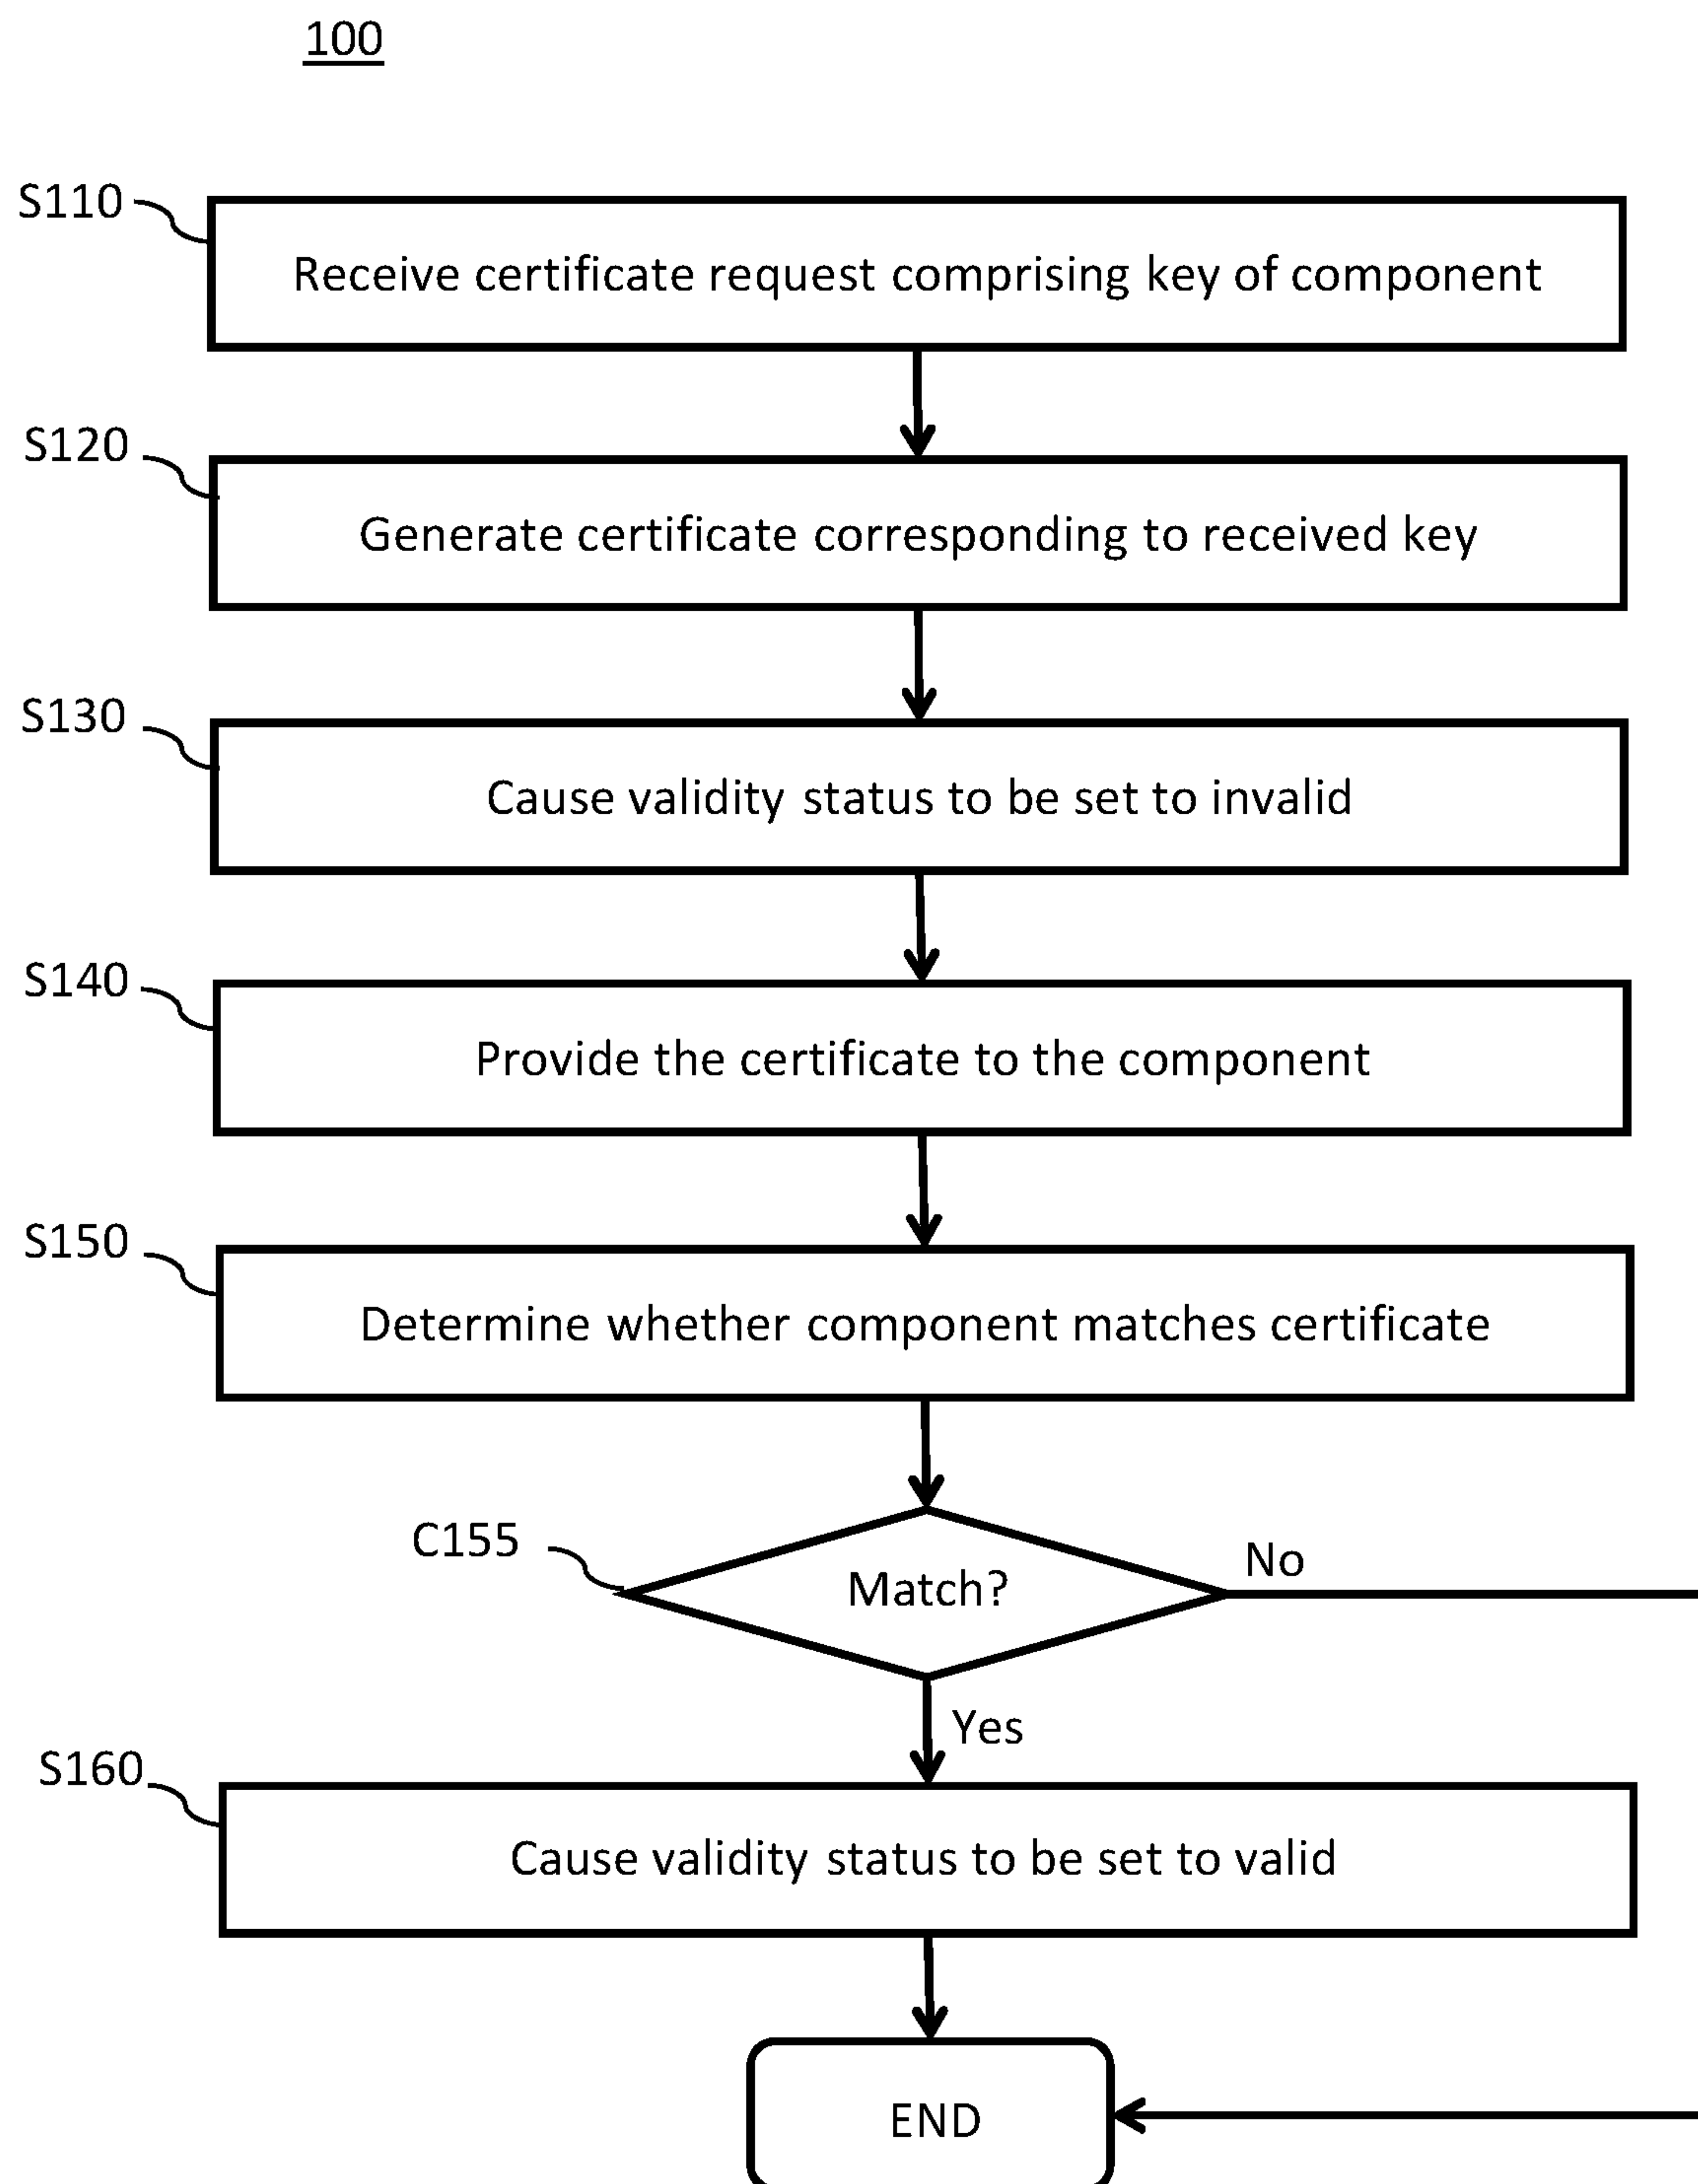 100
S110
Receive certificate request comprising key of component
S120
Generate certificate corresponding to received key
S130
Cause validity status to be set to invalid
S140
Provide the certificate to the component
S150
Determine whether component matches certificate
C155
Match?
No
Yes
S160
Cause validity status to be set to valid
END